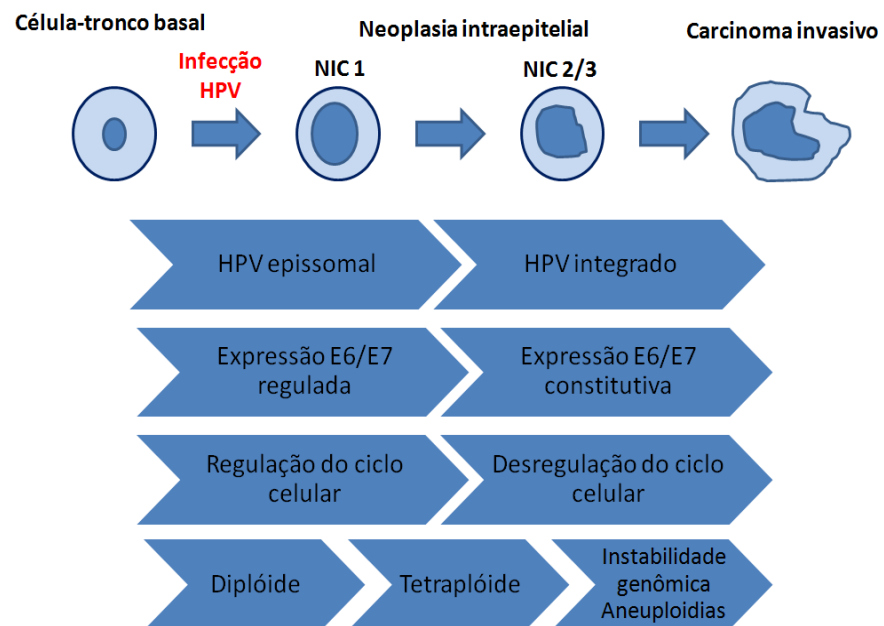 Célula-tronco basal
Neoplasia intraepitelial
Carcinoma invasivo
Infecção
HPV
NIC 1
NIC 2/3
HPV epissomal
HPV integrado
Expressão E6/E7
regulada
Expressão E6/E7
constitutiva
Regulação do ciclo
celular
Desregulação do ciclo
celular
Diplóide
Tetraplóide
Instabilidade
genômica
Aneuploidias